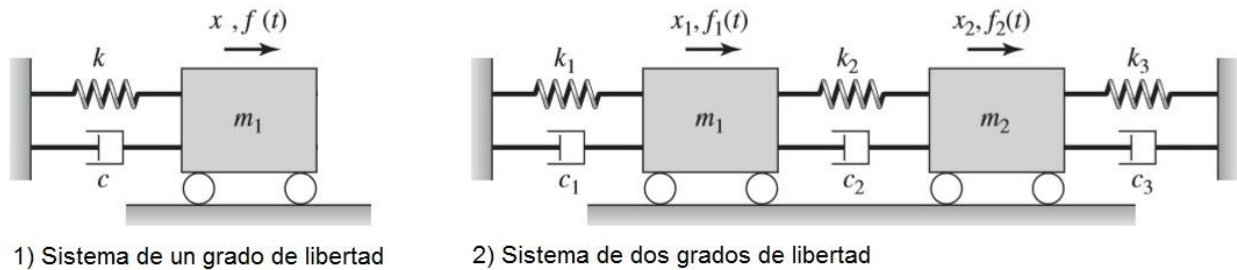 x , f (t)
k
m1
c
1) Sistema de un grado de libertad
x1, f1(t)
x2, f2(t)
k1
k2
k3
m1
m2
c1
c2
c3
2) Sistema de dos grados de libertad